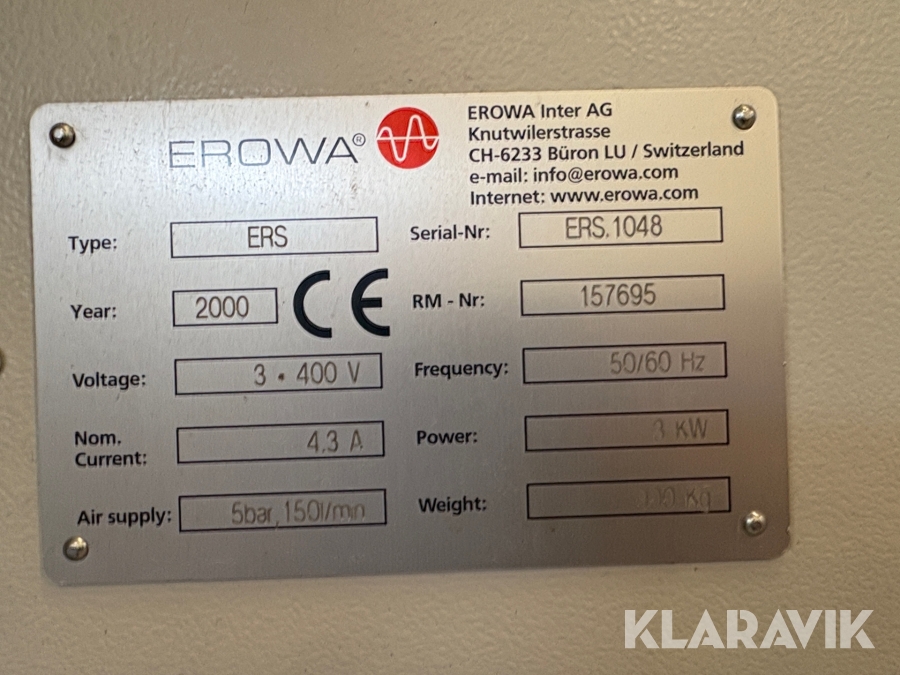 EROWA®
EROWA Inter AG
Knutwilerstrasse
CH-6233 Büron LU / Switzerland
e-mail: info@erowa.com
Internet: www.erowa.com
Type: ERS
Serial-Nr: ERS.1048
Year: 2000
CE
RM - Nr: 157695
Voltage: 3 • 400 V
Frequency: 50/60 Hz
Nom.
Current: 4.3 A
Power: 3 KW
Air supply: 5bar, 150l/min
Weight: Kg
KLARAVIK